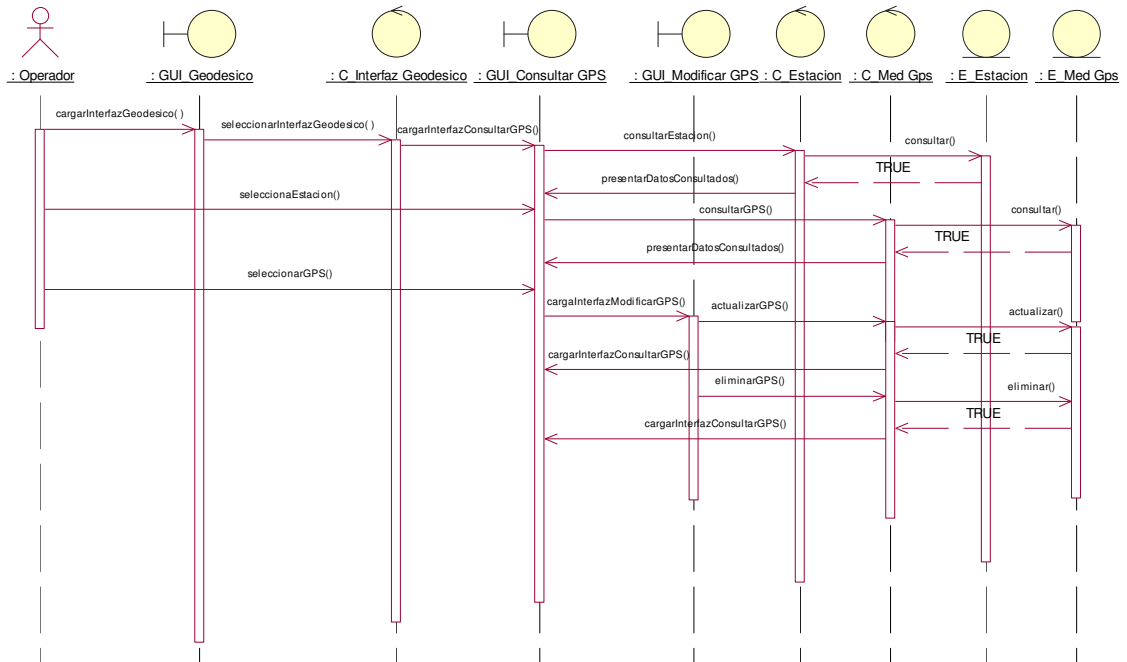 : Operador
: GUI_Geodesico
: C_Interfaz Geodesico
: GUI_Consultar GPS
: GUI_Modificar GPS
: C_Estacion
: C_Med Gps
: E_Estacion
: E_Med Gps
cargarInterfazGeodesico( )
seleccionarInterfazGeodesico( )
cargarInterfazConsultarGPS()
consultarEstacion()
consultar()
TRUE
presentarDatosConsultados()
seleccionaEstacion()
consultarGPS()
consultar()
TRUE
presentarDatosConsultados()
seleccionarGPS()
cargaInterfazModificarGPS()
actualizarGPS()
actualizar()
TRUE
cargarInterfazConsultarGPS()
eliminarGPS()
eliminar()
TRUE
cargarInterfazConsultarGPS()